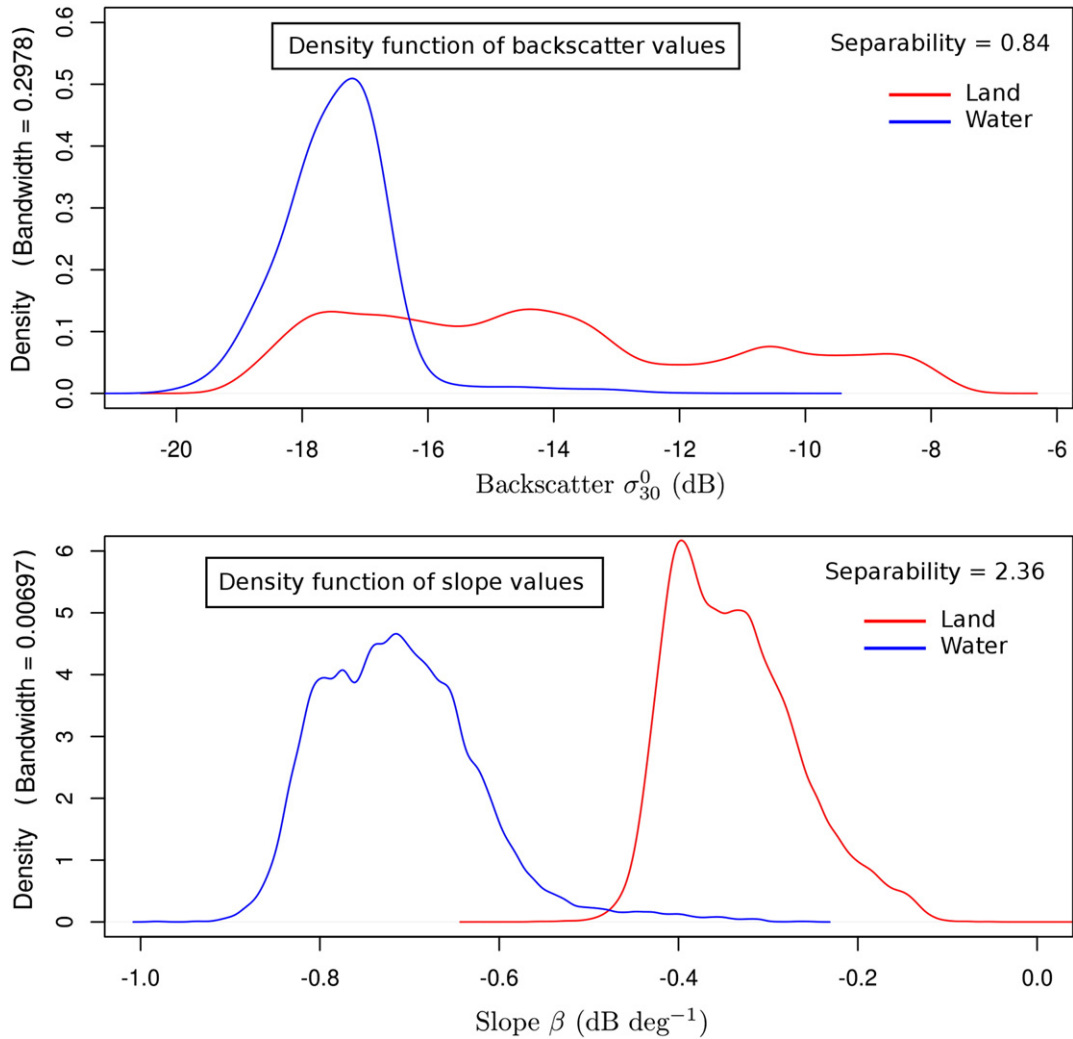 Density function of backscatter values
Separability = 0.84
Land
Water
Density (Bandwidth = 0.2978)
0.6
0.5
0.4
0.3
0.2
0.1
0.0
-20 -18 -16 -14 -12 -10 -8 -6
Backscatter σ⁰₃₀ (dB)
Density function of slope values
Separability = 2.36
Land
Water
Density (Bandwidth = 0.00697)
6
5
4
3
2
1
0
-1.0 -0.8 -0.6 -0.4 -0.2 0.0
Slope β (dB deg⁻¹)